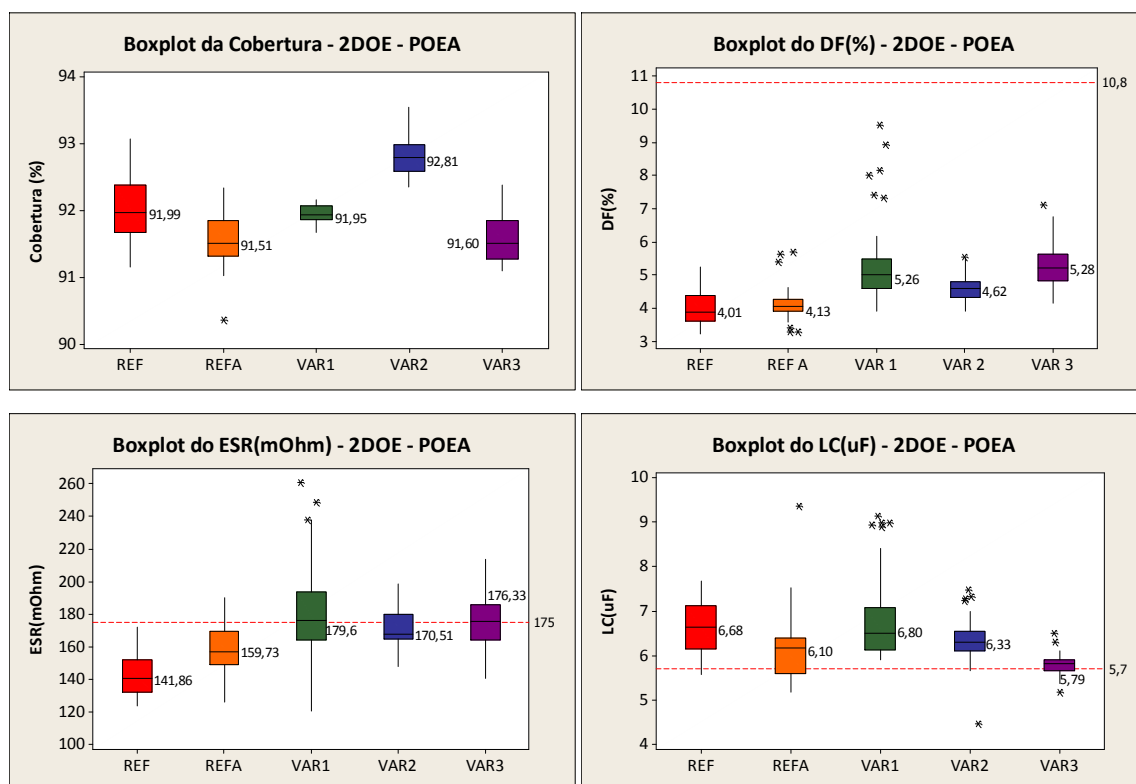 Boxplot da Cobertura - 2DOE - POEA
Cobertura (%)
94
93
92
91
90
91,99
91,51
91,95
92,81
91,60
REF
REFA
VAR1
VAR2
VAR3
Boxplot do DF(%) - 2DOE - POEA
DF(%)
11
10
9
8
7
6
5
4
3
10,8
4,01
4,13
5,26
4,62
5,28
REF
REF A
VAR 1
VAR 2
VAR 3
Boxplot do ESR(mOhm) - 2DOE - POEA
ESR(mOhm)
260
240
220
200
180
160
140
120
100
141,86
159,73
179,6
170,51
176,33
175
REF
REFA
VAR1
VAR2
VAR3
Boxplot do LC(uF) - 2DOE - POEA
LC(uF)
10
9
8
7
6
5
4
6,68
6,10
6,80
6,33
5,79
5,7
REF
REFA
VAR1
VAR2
VAR3